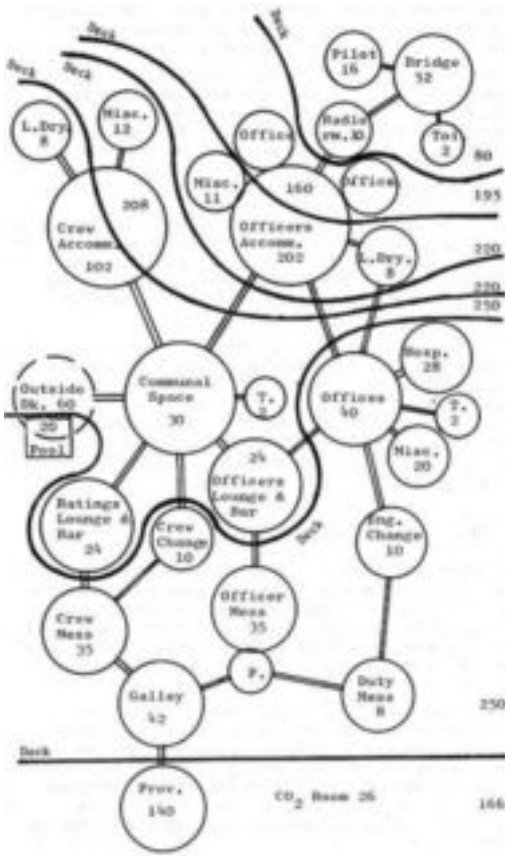 Deck
Deck
Deck
Deck
Pilot
16
Bridge
52
L.Dry.
8
Misc.
12
Office
Radio
rm.10
Toi
2
80
Misc.
11
160
Office
195
208
Crew
Accomm.
102
Officers
Accomm.
202
L.Dry.
8
220
220
250
Outside
Dk. 60
20
Pool
Communal
Space
30
T.
2
Offices
40
Hosp.
28
T.
2
Misc.
20
24
Officers
Lounge &
Bar
Ratings
Lounge &
Bar
24
Crew
Change
10
Deck
Eng.
Change
10
Crew
Mess
35
Officer
Mess
35
P.
Galley
42
Duty
Mess
8
250
Deck
Prov.
140
CO₂ Room 26
166